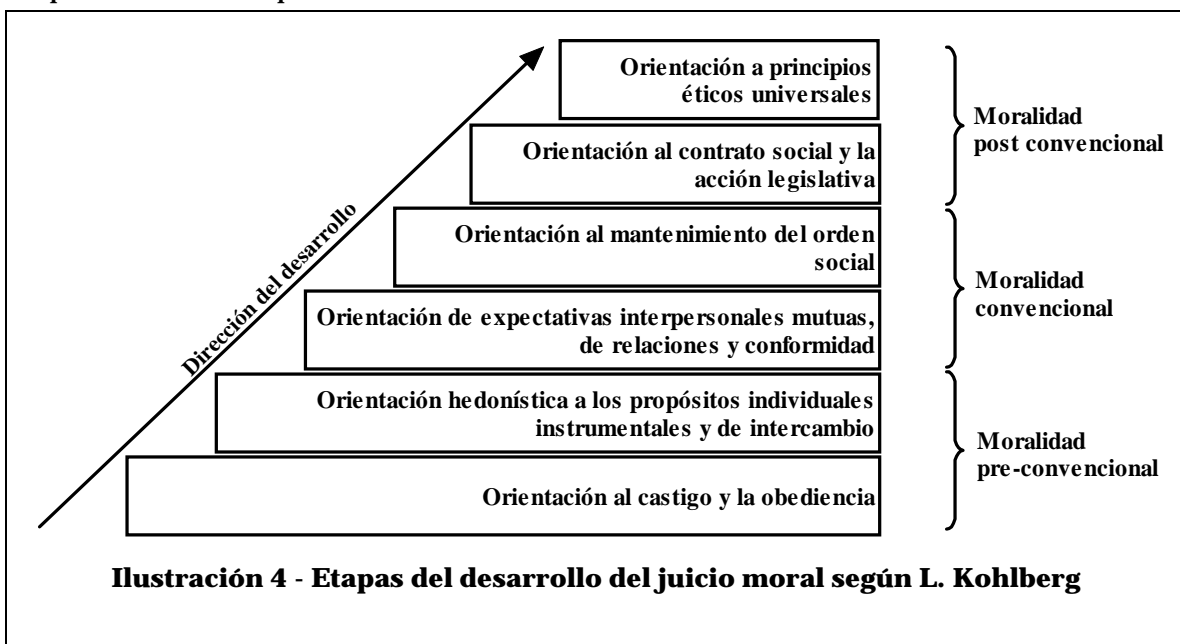 Orientación a principios
éticos universales
Moralidad
post convencional
Orientación al contrato social y la
acción legislativa
Orientación al mantenimiento del orden
social
Moralidad
convencional
Orientación de expectativas interpersonales mutuas,
de relaciones y conformidad
Orientación hedonística a los propósitos individuales
instrumentales y de intercambio
Moralidad
pre-convencional
Orientación al castigo y la obediencia
Dirección del desarrollo
Ilustración 4 - Etapas del desarrollo del juicio moral según L. Kohlberg